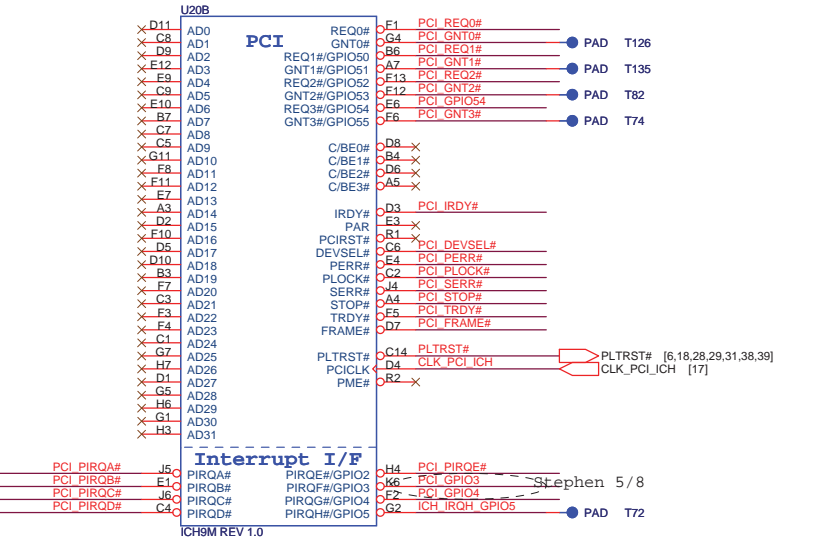 U20B
PCI
D11 AD0 REQ0# F1 PCI_REQ0#
C8 AD1 GNT0# G4 PCI_GNT0# PAD T126
D9 AD2 REQ1#/GPIO50 B6 PCI_REQ1#
E12 AD3 GNT1#/GPIO51 A7 PCI_GNT1# PAD T135
E9 AD4 REQ2#/GPIO52 F13 PCI_REQ2#
C9 AD5 GNT2#/GPIO53 F12 PCI_GNT2# PAD T82
E10 AD6 REQ3#/GPIO54 E6 PCI_GPIO54
B7 AD7 GNT3#/GPIO55 F6 PCI_GNT3# PAD T74
C7 AD8
C5 AD9 C/BE0# D8
G11 AD10 C/BE1# B4
F8 AD11 C/BE2# D6
F11 AD12 C/BE3# A5
E7 AD13
A3 AD14 IRDY# D3 PCI_IRDY#
D2 AD15 PAR E3
F10 AD16 PCIRST# R1
D5 AD17 DEVSEL# C6 PCI_DEVSEL#
D10 AD18 PERR# E4 PCI_PERR#
B3 AD19 PLOCK# C2 PCI_PLOCK#
F7 AD20 SERR# J4 PCI_SERR#
C3 AD21 STOP# A4 PCI_STOP#
F3 AD22 TRDY# F5 PCI_TRDY#
F4 AD23 FRAME# D7 PCI_FRAME#
C1 AD24
G7 AD25 PLTRST# C14 PLTRST# PLTRST# [6,18,28,29,31,38,39]
H7 AD26 PCICLK D4 CLK_PCI_ICH CLK_PCI_ICH [17]
D1 AD27 PME# R2
G5 AD28
H6 AD29
G1 AD30
H3 AD31
Interrupt I/F
PCI_PIRQA# J5 PIRQA# PIRQE#/GPIO2 H4 PCI_PIRQE#
PCI_PIRQB# E1 PIRQB# PIRQF#/GPIO3 K6 PCI_GPIO3 Stephen 5/8
PCI_PIRQC# J6 PIRQC# PIRQG#/GPIO4 F2 PCI_GPIO4
PCI_PIRQD# C4 PIRQD# PIRQH#/GPIO5 G2 ICH_IRQH_GPIO5 PAD T72
ICH9M REV 1.0